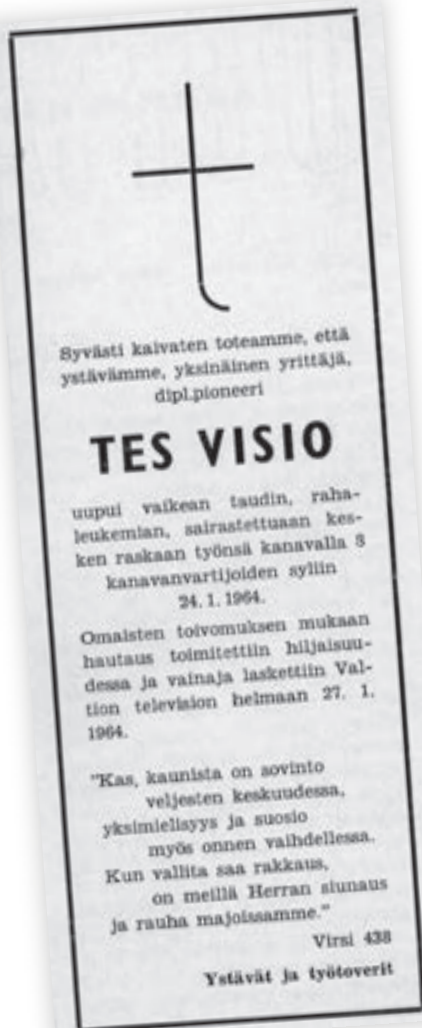 Syvästi kaivaten toteamme, että
ystävämme, yksinäinen yrittäjä,
dipl.pioneeri
TES VISIO
uupui vaikean taudin, raha-
leukemian, sairastettuaan kes-
ken raskaan työnsä kanavalla 3
kanavanvartijoiden syliin
24. 1. 1964.
Omaisten toivomuksen mukaan
hautaus toimitettiin hiljaisuu-
dessa ja vainaja laskettiin Val-
tion television helmaan 27. 1.
1964.
"Kas, kaunista on sovinto
veljesten keskuudessa,
yksimielisyys ja suosio
myös onnen vaihdellessa.
Kun vallita saa rakkaus,
on meillä Herran siunaus
ja rauha majoissamme."
Virsi 438
Ystävät ja työtoverit